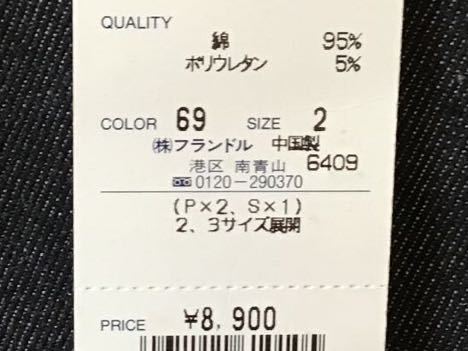 QUALITY
綿 95%
ポリウレタン 5%
COLOR 69 SIZE 2
㈱フランドル 中国製
港区 南青山 6409
0120-290370
(P×2、S×1)
2、3サイズ展開
PRICE ¥8,900